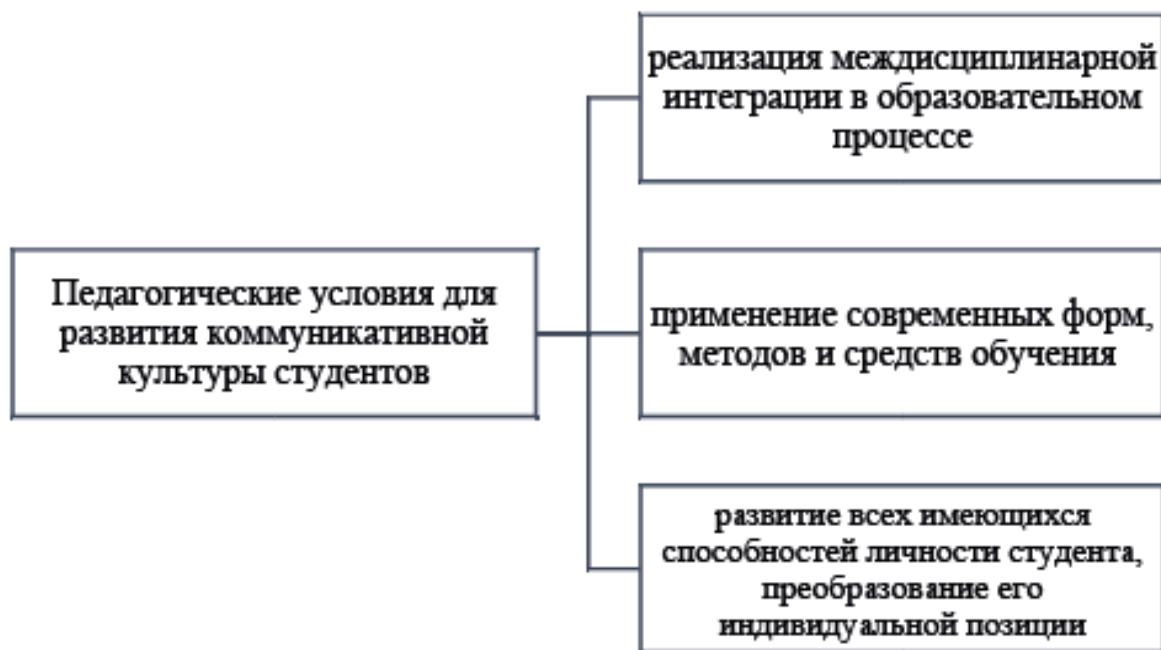 реализация междисциплинарной
интеграции в образовательном
процессе
Педагогические условия для
развития коммуникативной
культуры студентов
применение современных форм,
методов и средств обучения
развитие всех имеющихся
способностей личности студента,
преобразование его
индивидуальной позиции